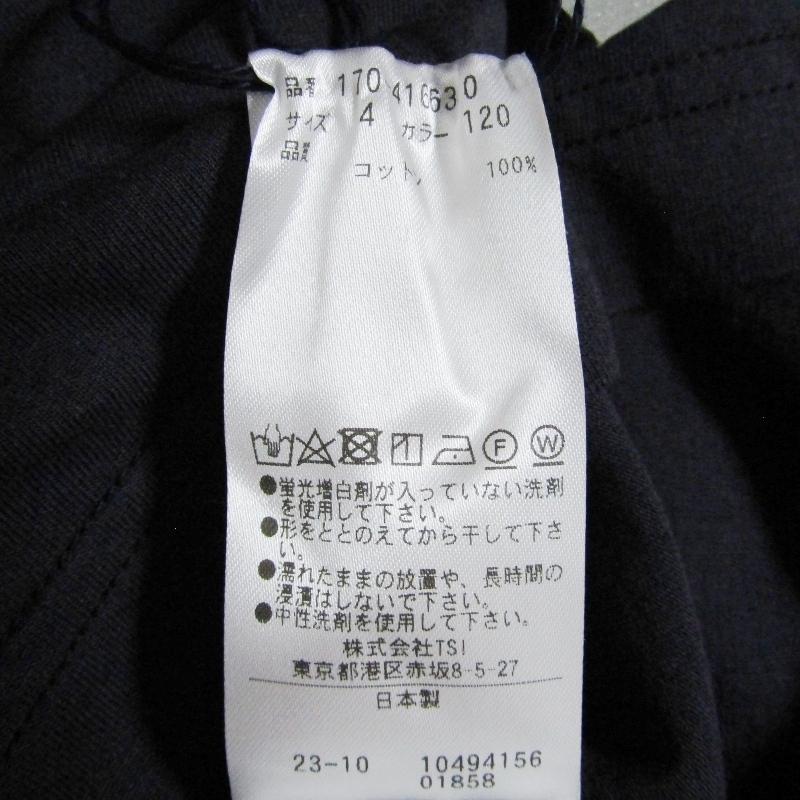 品番 170 416630
サイズ 4 カラー 120
品質
コットン 100%
F W
●蛍光増白剤が入っていない洗剤
を使用して下さい。
●形をととのえてから干して下さ
い。
●濡れたままの放置や、長時間の
浸漬はしないで下さい。
●中性洗剤を使用して下さい。
株式会社TSI
東京都港区赤坂8-5-27
日本製
23-10 10494156
01858